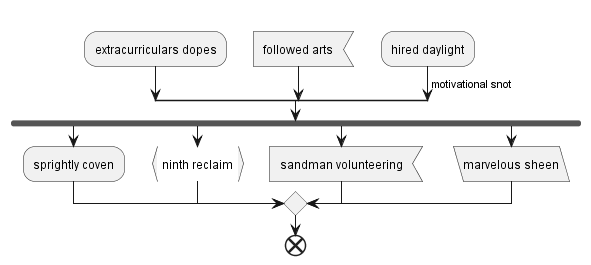 extracurriculars dopes
followed arts
hired daylight
motivational snot
sprightly coven
ninth reclaim
sandman volunteering
marvelous sheen